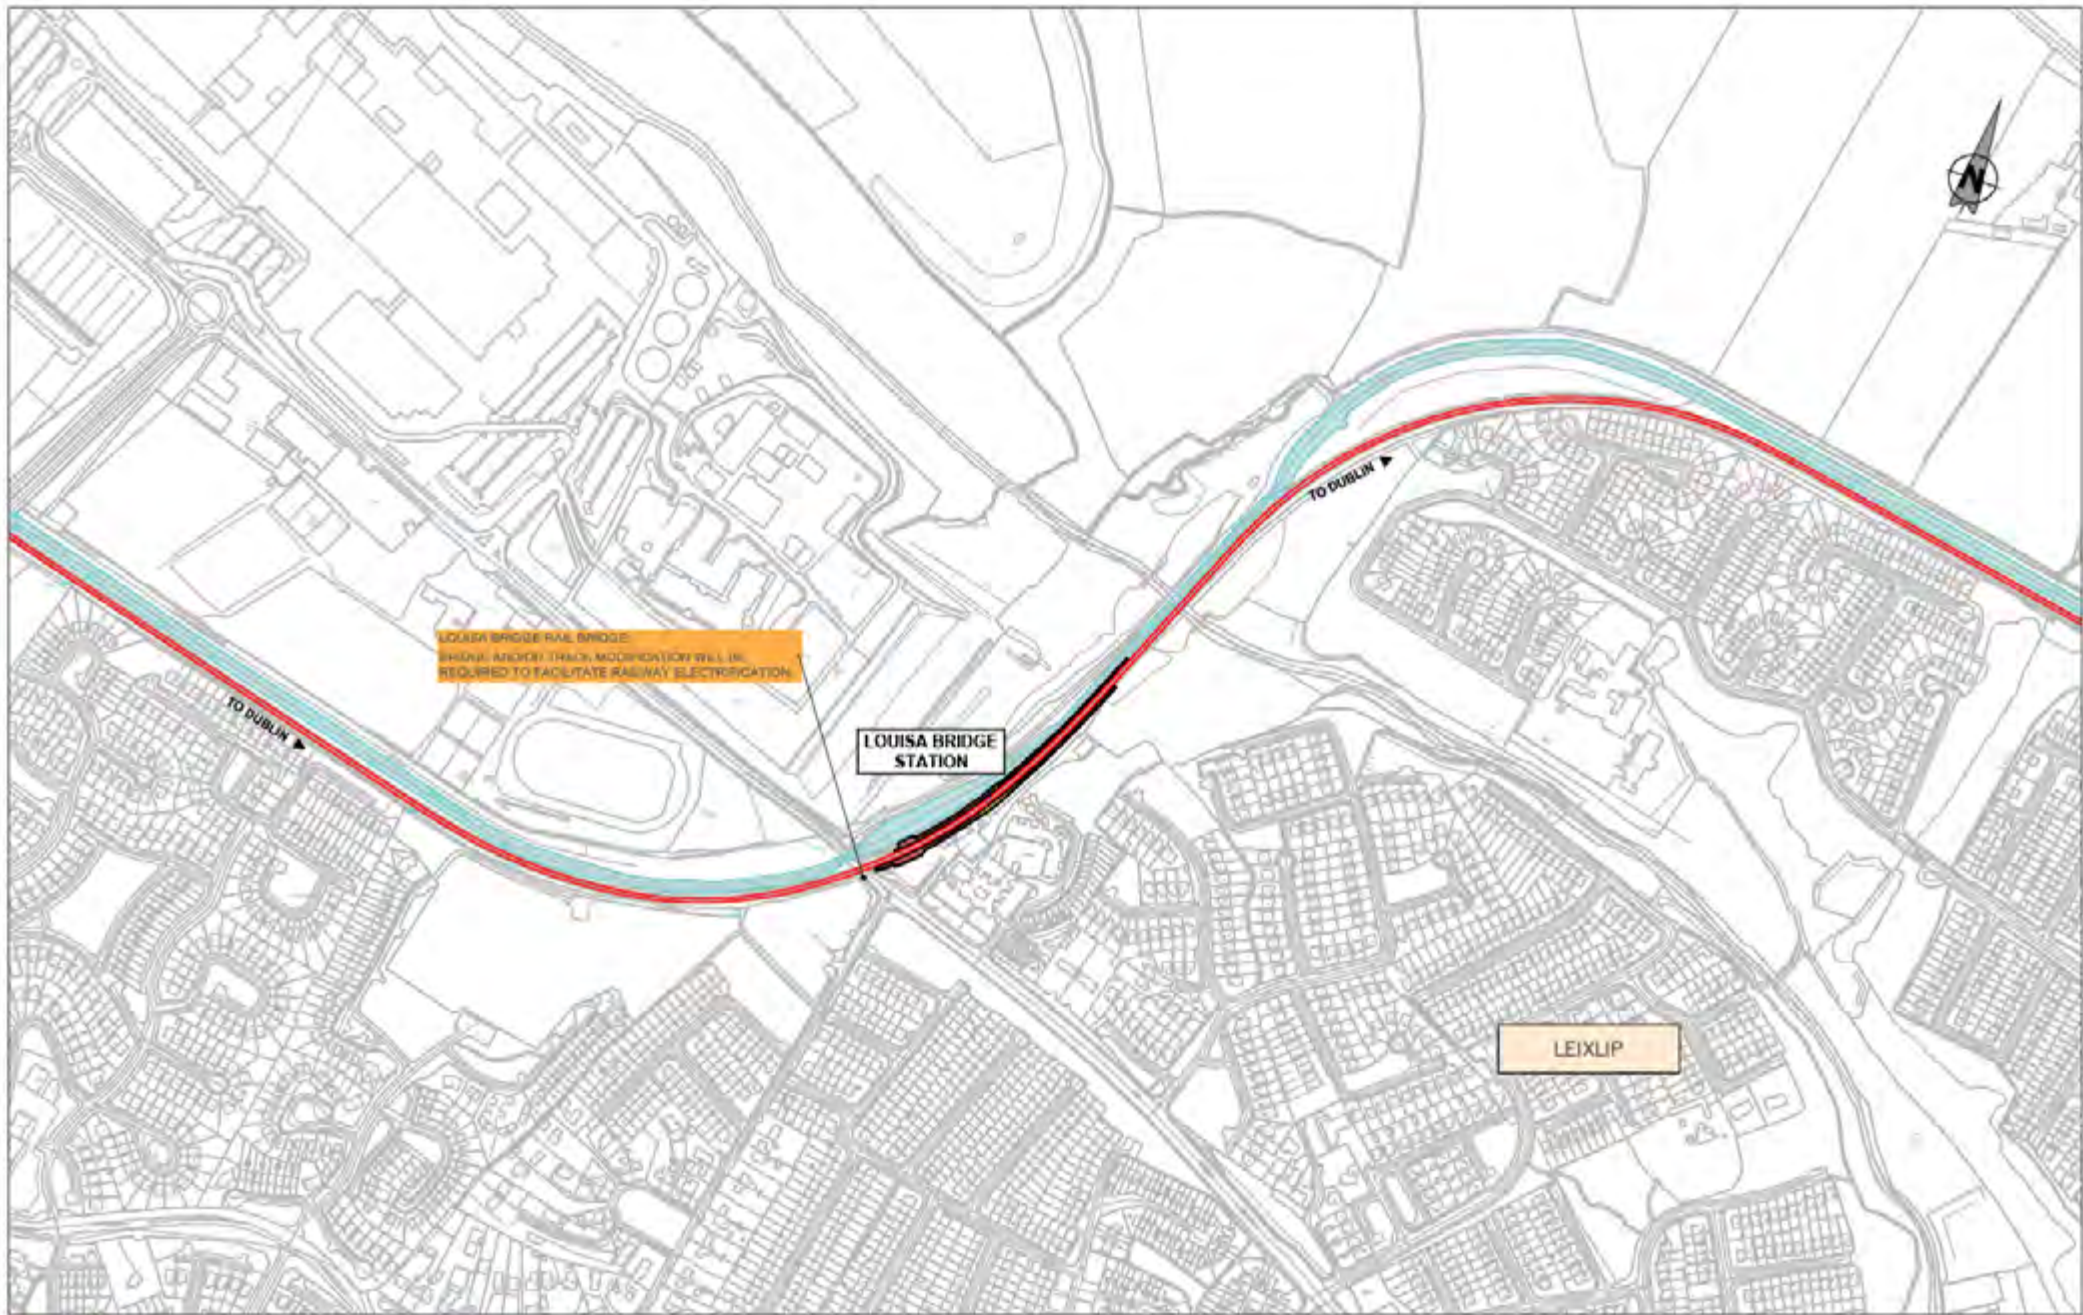 N
TO DUBLIN
LOUISA BRIDGE RAIL BRIDGE:
BRIDGE AND/OR TRACK MODIFICATION WILL BE
REQUIRED TO FACILITATE RAILWAY ELECTRIFICATION.
TO DUBLIN
LOUISA BRIDGE
STATION
LEIXLIP